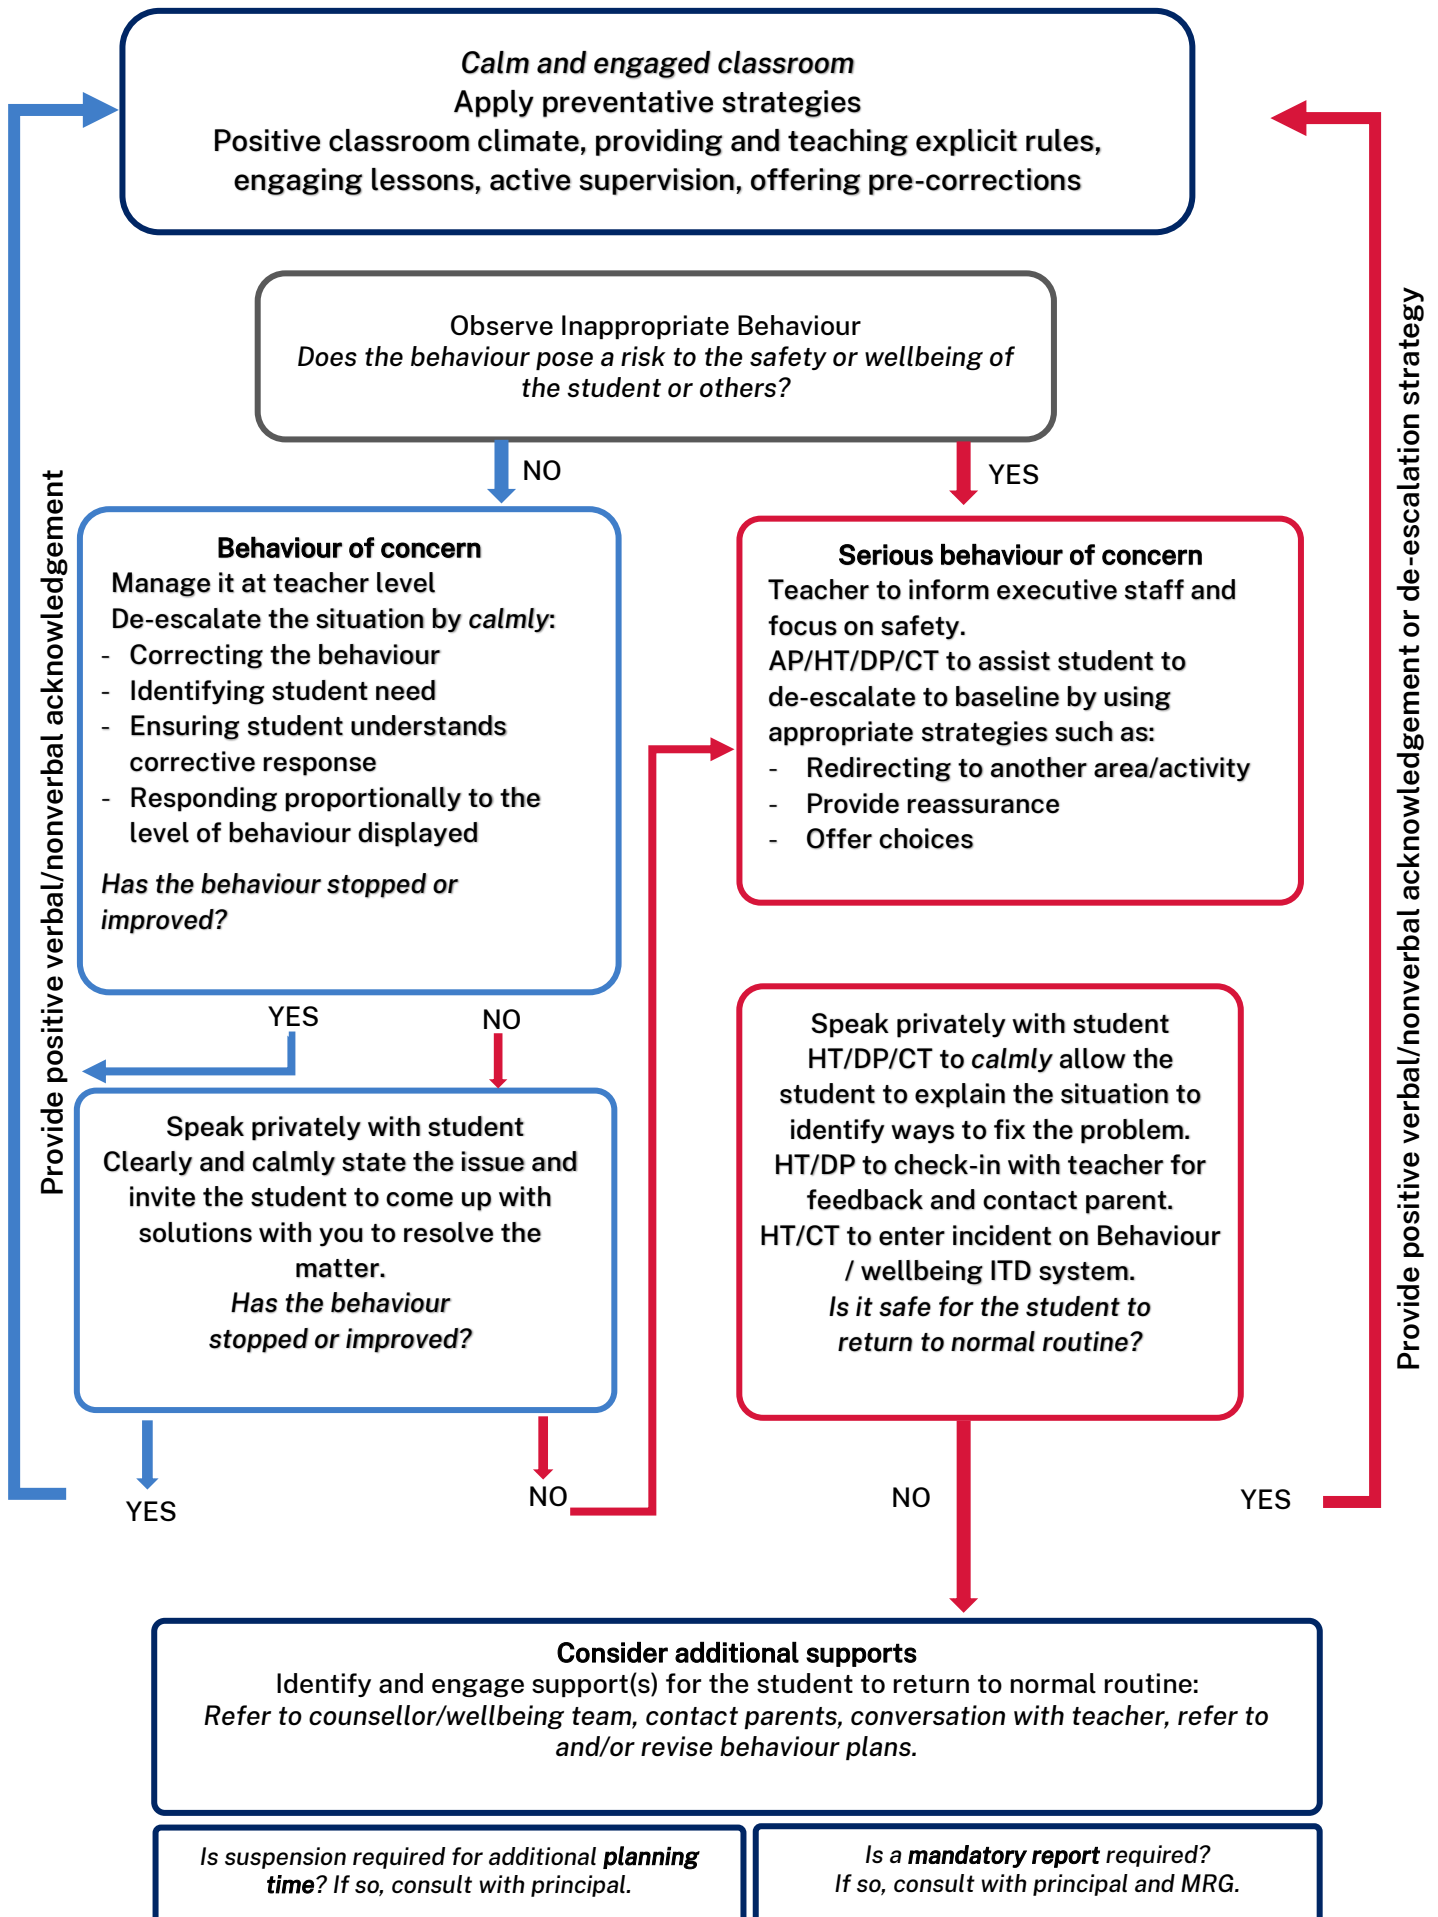 Calm and engaged classroom
Apply preventative strategies
Positive classroom climate, providing and teaching explicit rules,
engaging lessons, active supervision, offering pre-corrections
Observe Inappropriate Behaviour
Does the behaviour pose a risk to the safety or wellbeing of
the student or others?
NO
YES
Provide positive verbal/nonverbal acknowledgement
Behaviour of concern
Manage it at teacher level
De-escalate the situation by calmly:
- Correcting the behaviour
- Identifying student need
- Ensuring student understands
corrective response
- Responding proportionally to the
level of behaviour displayed
Has the behaviour stopped or
improved?
YES
NO
Speak privately with student
Clearly and calmly state the issue and
invite the student to come up with
solutions with you to resolve the
matter.
Has the behaviour
stopped or improved?
YES
NO
Serious behaviour of concern
Teacher to inform executive staff and
focus on safety.
AP/HT/DP/CT to assist student to
de-escalate to baseline by using
appropriate strategies such as:
- Redirecting to another area/activity
- Provide reassurance
- Offer choices
Speak privately with student
HT/DP/CT to calmly allow the
student to explain the situation to
identify ways to fix the problem.
HT/DP to check-in with teacher for
feedback and contact parent.
HT/CT to enter incident on Behaviour
/ wellbeing ITD system.
Is it safe for the student to
return to normal routine?
NO
YES
Provide positive verbal/nonverbal acknowledgement or de-escalation strategy
Consider additional supports
Identify and engage support(s) for the student to return to normal routine:
Refer to counsellor/wellbeing team, contact parents, conversation with teacher, refer to
and/or revise behaviour plans.
Is suspension required for additional planning
time? If so, consult with principal.
Is a mandatory report required?
If so, consult with principal and MRG.